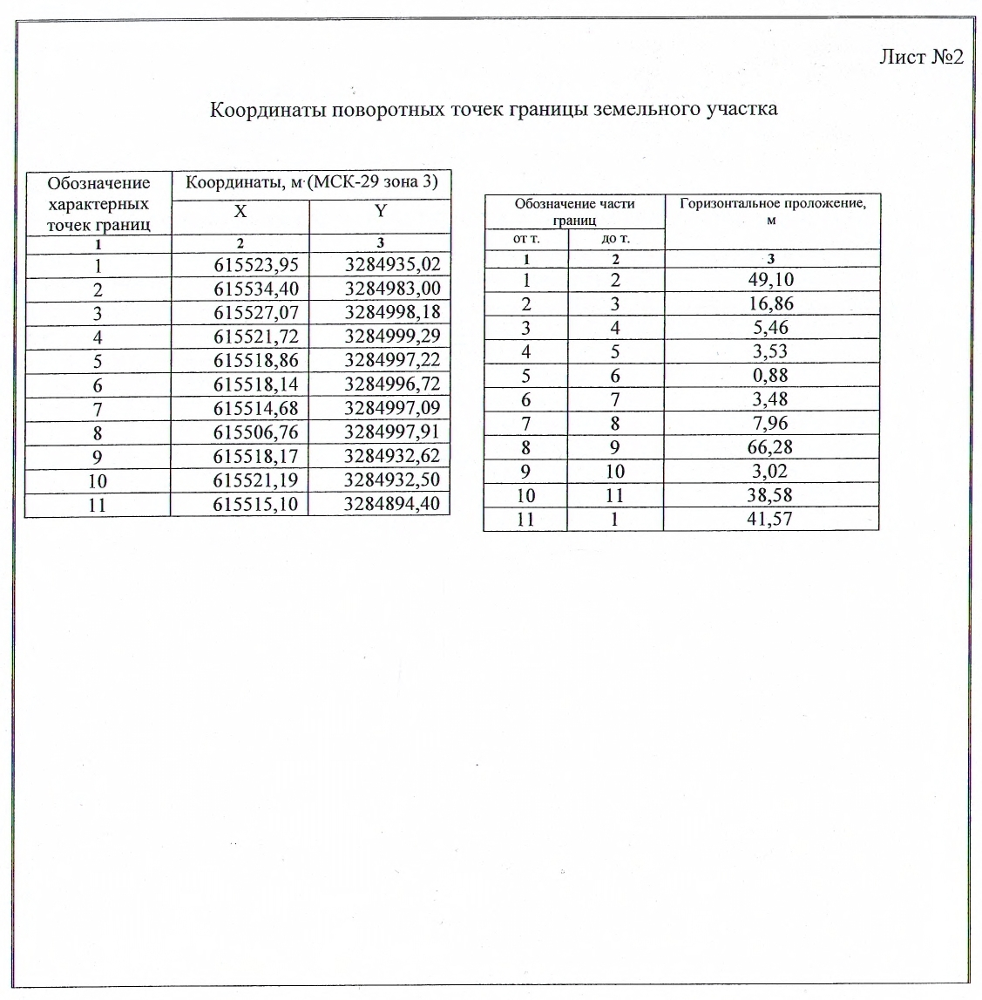 Лист №2
Координаты поворотных точек границы земельного участка
Обозначение характерных точек границ
Координаты, м (МСК-29 зона 3)
X Y
1 2 3
1 615523,95 3284935,02
2 615534,40 3284983,00
3 615527,07 3284998,18
4 615521,72 3284999,29
5 615518,86 3284997,22
6 615518,14 3284996,72
7 615514,68 3284997,09
8 615506,76 3284997,91
9 615518,17 3284932,62
10 615521,19 3284932,50
11 615515,10 3284894,40
Обозначение части границ
Горизонтальное проложение, м
от т. до т.
1 2 3
1 2 49,10
2 3 16,86
3 4 5,46
4 5 3,53
5 6 0,88
6 7 3,48
7 8 7,96
8 9 66,28
9 10 3,02
10 11 38,58
11 1 41,57